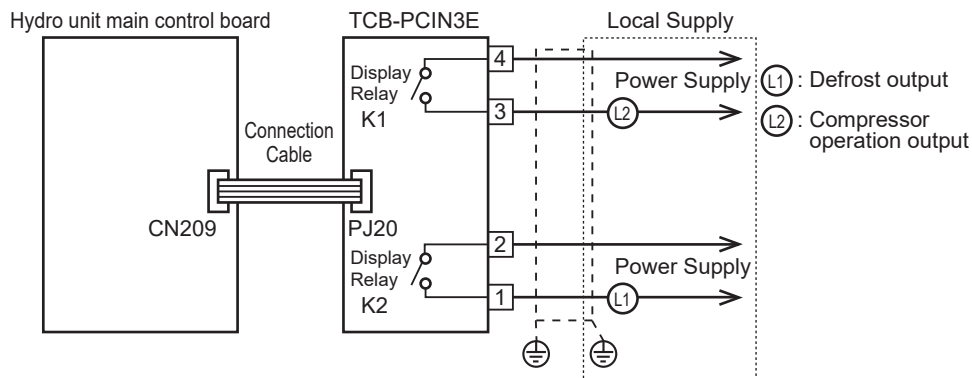 Hydro unit main control board
TCB-PCIN3E
Local Supply
4
Display
Relay
K1
Power Supply
L1 : Defrost output
3
L2
L2 : Compressor
operation output
Connection
Cable
CN209
PJ20
2
Display
Relay
K2
Power Supply
1
L1